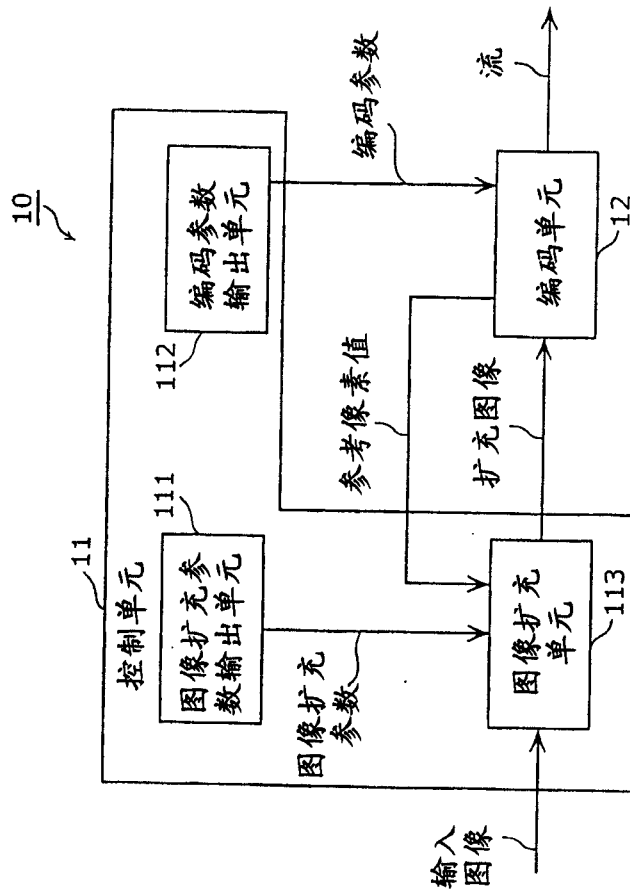 10
11
控制单元
111
图像扩充参
数输出单元
112
编码参数
输出单元
图像扩充
参数
参考像素值
编码参数
输入
图像
图像扩充
单元
113
扩充图像
编码单元
12
流